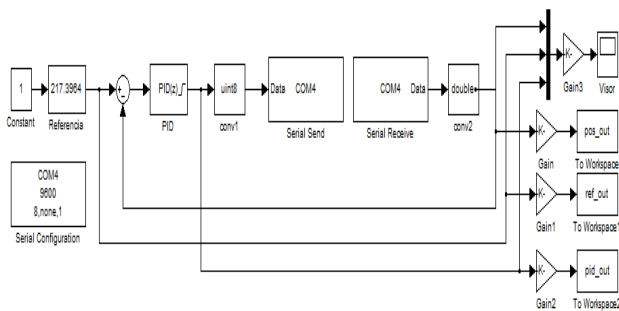 1
Constant
217.3964
Referencia
+
-
PID(z)
PID
uint8
conv1
Data COM4
Serial Send
COM4 Data
Serial Receive
double
conv2
-K-
Gain3
Visor
-K-
Gain
pos_out
To Workspace
-K-
Gain1
ref_out
To Workspace1
-K-
Gain2
pid_out
To Workspace2
COM4
9600
8,none,1
Serial Configuration